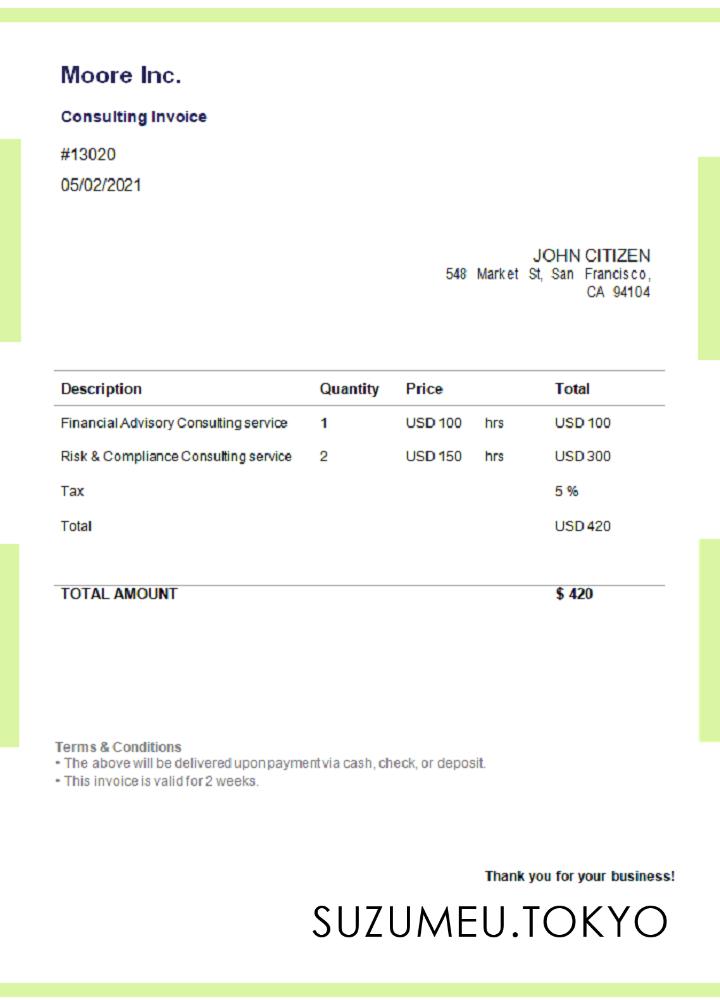 Moore Inc.
Consulting Invoice
#13020
05/02/2021
JOHN CITIZEN
548 Market St, San Francisco,
CA 94104
Description Quantity Price Total
Financial Advisory Consulting service 1 USD 100 hrs USD 100
Risk & Compliance Consulting service 2 USD 150 hrs USD 300
Tax 5 %
Total USD 420
TOTAL AMOUNT $ 420
Terms & Conditions
• The above will be delivered upon payment via cash, check, or deposit.
• This invoice is valid for 2 weeks.
Thank you for your business!
SUZUMEU.TOKYO